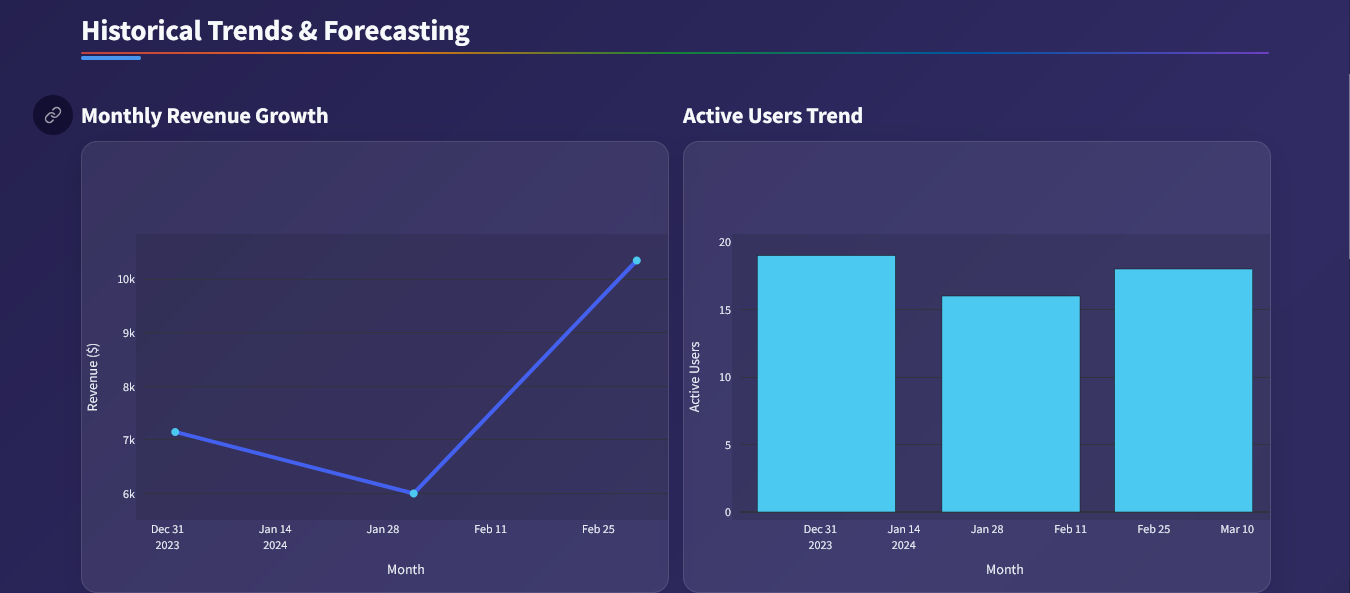 Historical Trends & Forecasting
Monthly Revenue Growth
Revenue ($)
10k
9k
8k
7k
6k
Dec 31 Jan 14 Jan 28 Feb 11 Feb 25
2023 2024
Month
Active Users Trend
Active Users
20
15
10
5
0
Dec 31 Jan 14 Jan 28 Feb 11 Feb 25 Mar 10
2023 2024
Month